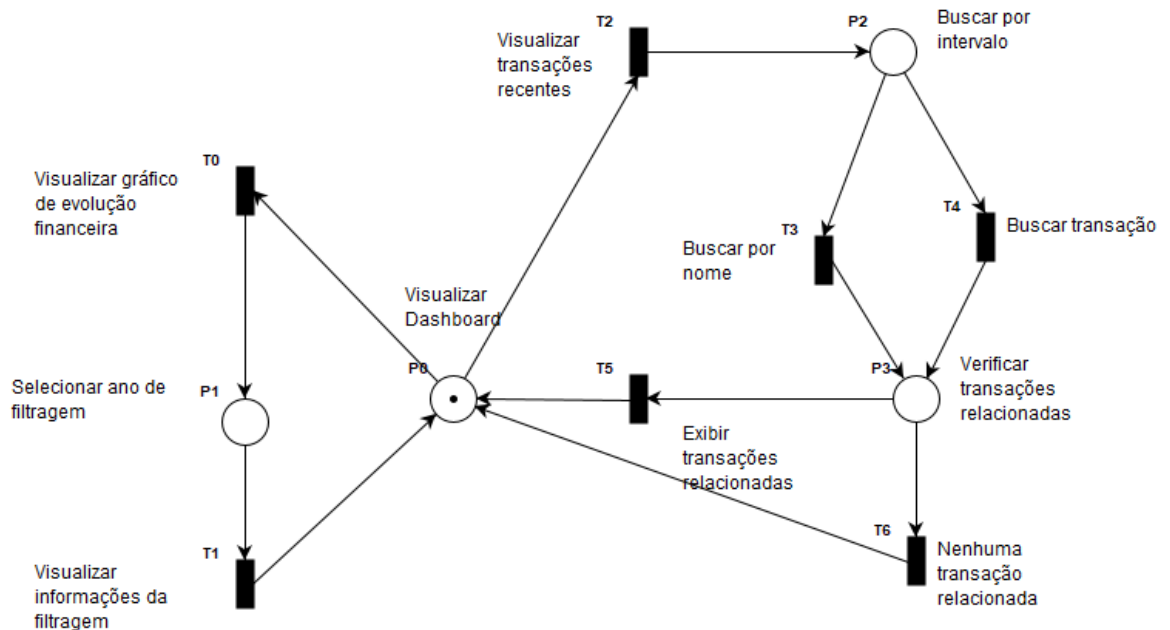 T2
Visualizar
transações
recentes
P2
Buscar por
intervalo
T0
Visualizar gráfico
de evolução
financeira
T3
Buscar por
nome
T4
Buscar transação
Visualizar
Dashboard
P0
Selecionar ano de
filtragem
P1
T5
Exibir
transações
relacionadas
P3
Verificar
transações
relacionadas
T1
Visualizar
informações da
filtragem
T6
Nenhuma
transação
relacionada